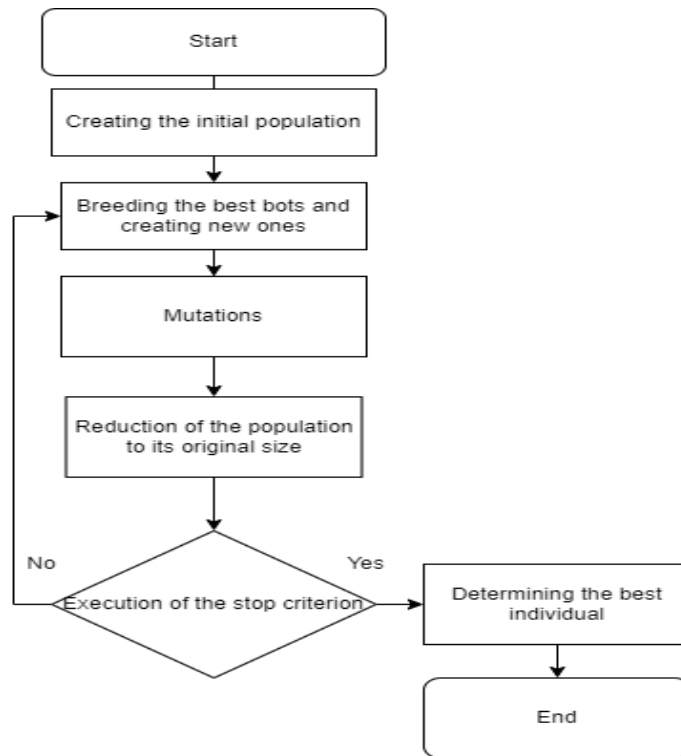 Start
Creating the initial population
Breeding the best bots and
creating new ones
Mutations
Reduction of the population
to its original size
No
Yes
Execution of the stop criterion
Determining the best
individual
End